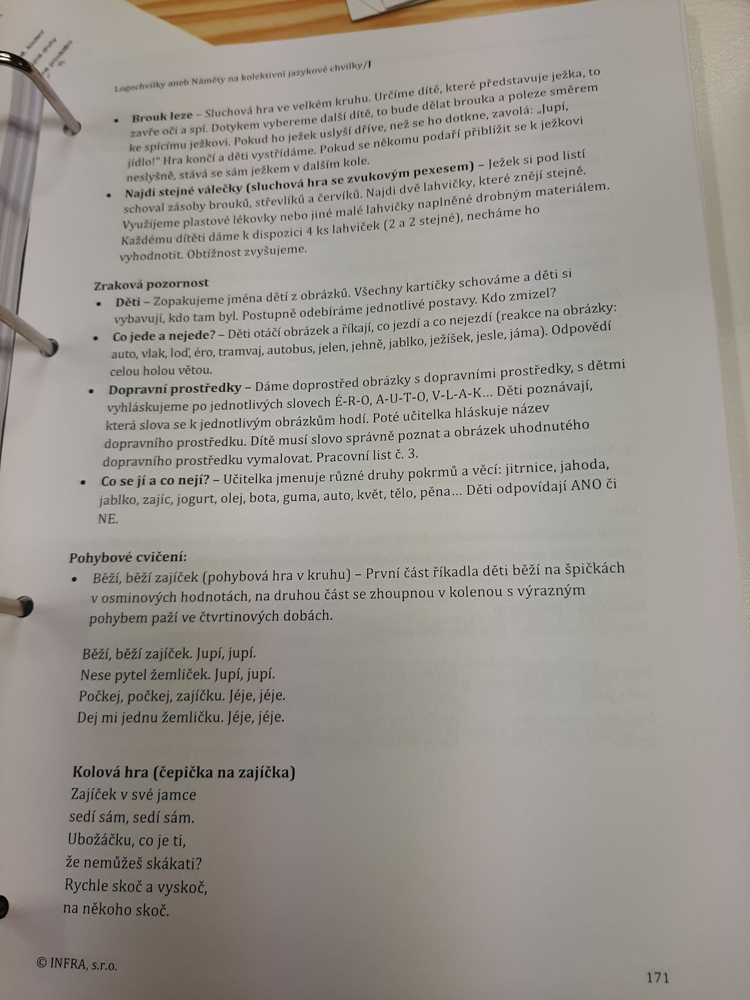 Logochvilky aneb Náměty na kolektivní jazykové chvilky/J
• Brouk leze – Sluchová hra ve velkém kruhu. Určíme dítě, které představuje ježka, to
zavře oči a spí. Dotykem vybereme další dítě, to bude dělat brouka a poleze směrem
ke spícímu ježkovi. Pokud ho ježek uslyší dříve, než se ho dotkne, zavolá: „Jupí,
jídlo!“ Hra končí a děti vystřídáme. Pokud se někomu podaří přiblížit se k ježkovi
neslyšně, stává se sám ježkem v dalším kole.
• Najdi stejné válečky (sluchová hra se zvukovým pexesem) – Ježek si pod listí
schoval zásoby brouků, střevlíků a červíků. Najdi dvě lahvičky, které znějí stejně.
Využijeme plastové lékovky nebo jiné malé lahvičky naplněné drobným materiálem.
Každému dítěti dáme k dispozici 4 ks lahviček (2 a 2 stejné), necháme ho
vyhodnotit. Obtížnost zvyšujeme.
Zraková pozornost
• Děti – Zopakujeme jména dětí z obrázků. Všechny kartičky schováme a děti si
vybavují, kdo tam byl. Postupně odebíráme jednotlivé postavy. Kdo zmizel?
• Co jede a nejede? – Děti otáčí obrázek a říkají, co jezdí a co nejezdí (reakce na obrázky:
auto, vlak, loď, éro, tramvaj, autobus, jelen, jehně, jablko, ježíšek, jesle, jáma). Odpovědí
celou holou větou.
• Dopravní prostředky – Dáme doprostřed obrázky s dopravními prostředky, s dětmi
vyhláskujeme po jednotlivých slovech É-R-O, A-U-T-O, V-L-A-K... Děti poznávají,
která slova se k jednotlivým obrázkům hodí. Poté učitelka hláskuje název
dopravního prostředku. Dítě musí slovo správně poznat a obrázek uhodnutého
dopravního prostředku vymalovat. Pracovní list č. 3.
• Co se jí a co nejí? – Učitelka jmenuje různé druhy pokrmů a věcí: jitrnice, jahoda,
jablko, zajíc, jogurt, olej, bota, guma, auto, květ, tělo, pěna... Děti odpovídají ANO či
NE.
Pohybové cvičení:
• Běží, běží zajíček (pohybová hra v kruhu) – První část říkadla děti běží na špičkách
v osminových hodnotách, na druhou část se zhoupnou v kolenou s výrazným
pohybem paží ve čtvrtinových dobách.
Běží, běží zajíček. Jupí, jupí.
Nese pytel žemliček. Jupí, jupí.
Počkej, počkej, zajíčku. Jéje, jéje.
Dej mi jednu žemličku. Jéje, jéje.
Kolová hra (čepička na zajíčka)
Zajíček v své jamce
sedí sám, sedí sám.
Ubožáčku, co je ti,
že nemůžeš skákati?
Rychle skoč a vyskoč,
na někoho skoč.
© INFRA, s.r.o.
171